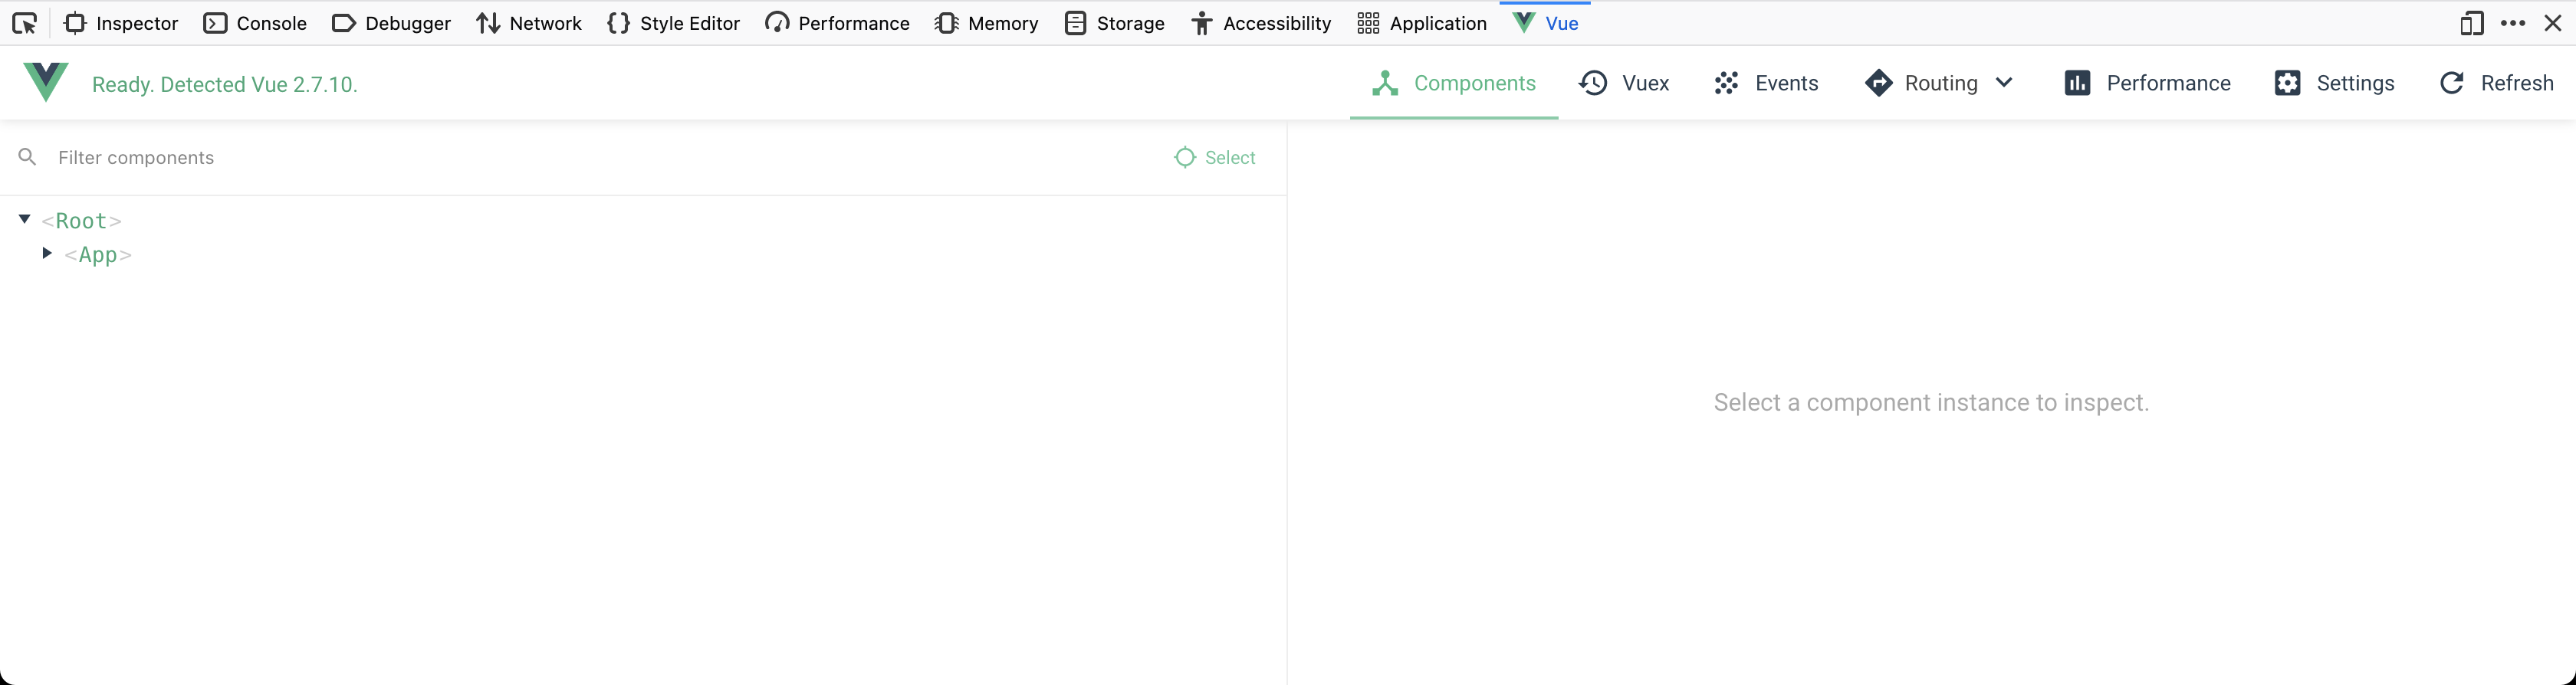 Inspector Console Debugger Network Style Editor Performance Memory Storage Accessibility Application Vue
Ready. Detected Vue 2.7.10. Components Vuex Events Routing Performance Settings Refresh
Filter components Select
<Root>
<App>
Select a component instance to inspect.